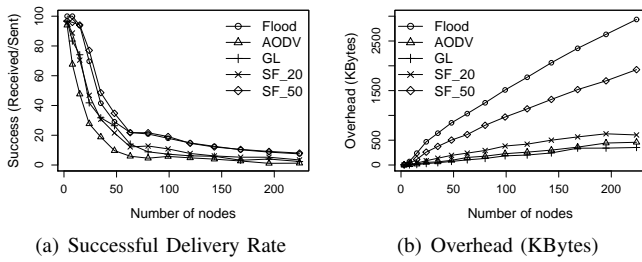 Success (Received/Sent)
100
80
60
40
20
0
Flood
AODV
GL
SF_20
SF_50
0 50 100 150 200
Number of nodes
(a) Successful Delivery Rate
Overhead (KBytes)
2500
1500
500
0
Flood
AODV
GL
SF_20
SF_50
0 50 100 150 200
Number of nodes
(b) Overhead (KBytes)